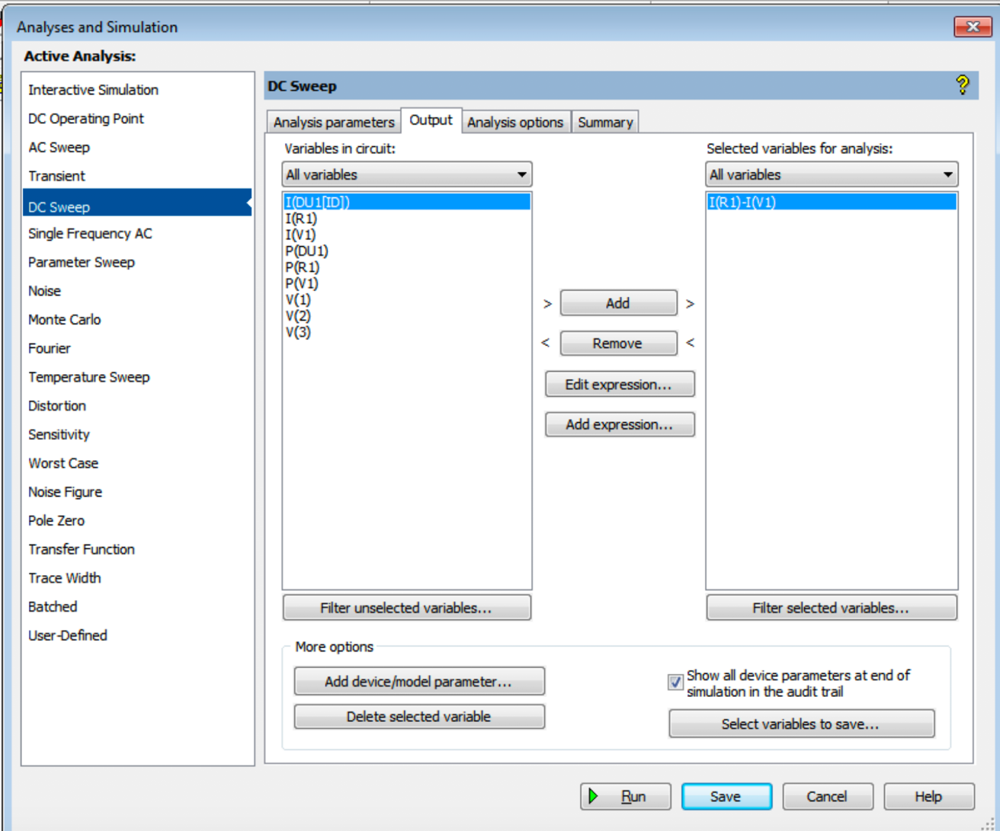 Analyses and Simulation
Active Analysis:
Interactive Simulation
DC Operating Point
AC Sweep
Transient
DC Sweep
Single Frequency AC
Parameter Sweep
Noise
Monte Carlo
Fourier
Temperature Sweep
Distortion
Sensitivity
Worst Case
Noise Figure
Pole Zero
Transfer Function
Trace Width
Batched
User-Defined
DC Sweep
?
Analysis parameters
Output
Analysis options
Summary
Variables in circuit:
All variables
I(DU1[ID])
I(R1)
I(V1)
P(DU1)
P(R1)
P(V1)
V(1)
V(2)
V(3)
Filter unselected variables...
> Add >
< Remove <
Edit expression...
Add expression...
Selected variables for analysis:
All variables
I(R1)-I(V1)
Filter selected variables...
More options
Add device/model parameter...
Delete selected variable
Show all device parameters at end of
simulation in the audit trail
Select variables to save...
Run
Save
Cancel
Help